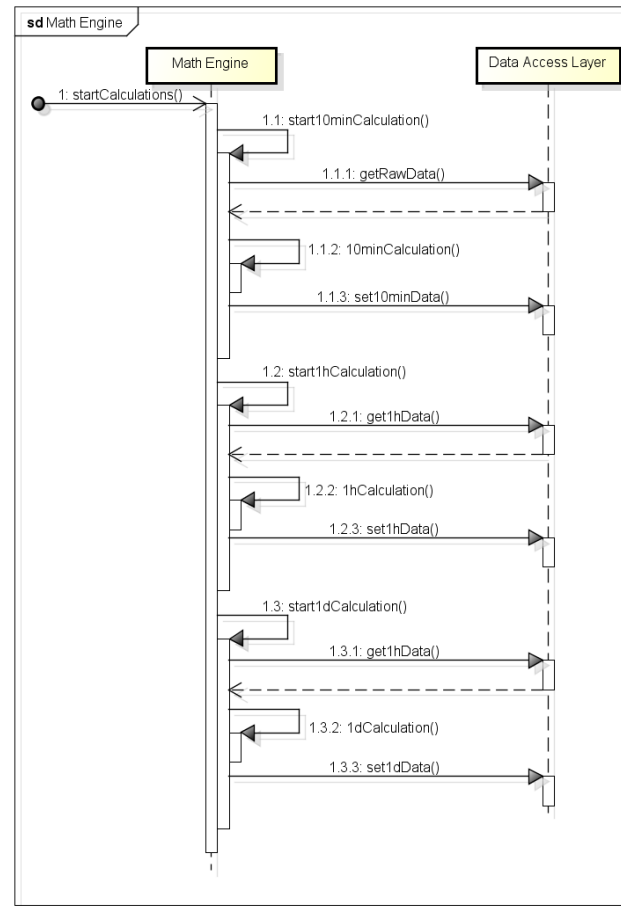 sd Math Engine
Math Engine
Data Access Layer
1: startCalculations()
1.1: start10minCalculation()
1.1.1: getRawData()
1.1.2: 10minCalculation()
1.1.3: set10minData()
1.2: start1hCalculation()
1.2.1: get1hData()
1.2.2: 1hCalculation()
1.2.3: set1hData()
1.3: start1dCalculation()
1.3.1: get1hData()
1.3.2: 1dCalculation()
1.3.3: set1dData()